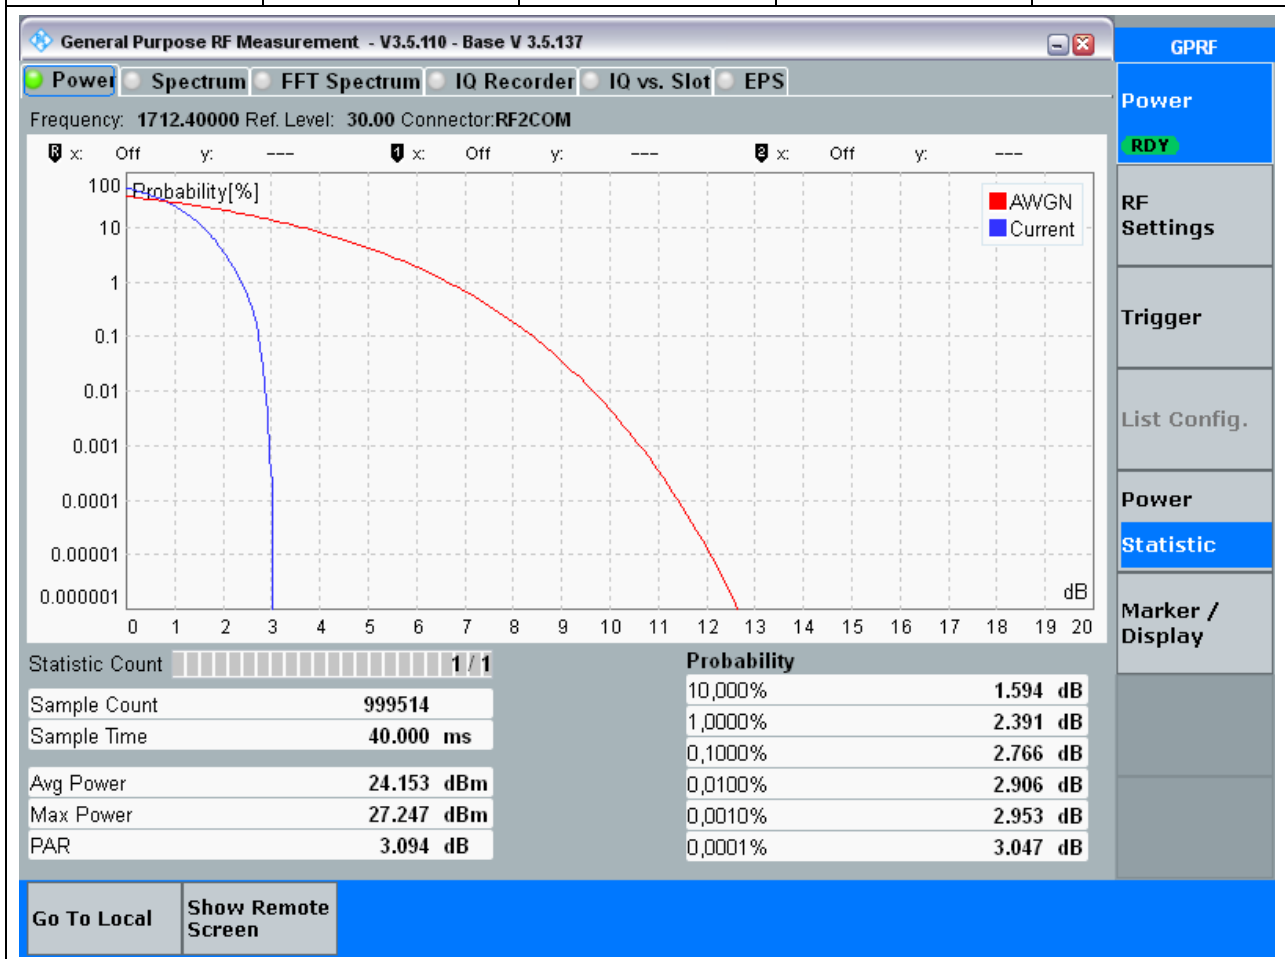 General Purpose RF Measurement - V3.5.110 - Base V 3.5.137
GPRF
Power Spectrum FFT Spectrum IQ Recorder IQ vs. Slot EPS
Frequency: 1712.40000 Ref. Level: 30.00 Connector:RF2COM
Power
RDY
R x: Off y: --- 1 x: Off y: --- 2 x: Off y: ---
Probability[%]
AWGN
Current
100
10
1
0.1
0.01
0.001
0.0001
0.00001
0.000001
dB
0 1 2 3 4 5 6 7 8 9 10 11 12 13 14 15 16 17 18 19 20
RF
Settings
Trigger
List Config.
Power
Statistic
Marker /
Display
Statistic Count 1 / 1
Sample Count 999514
Sample Time 40.000 ms
Avg Power 24.153 dBm
Max Power 27.247 dBm
PAR 3.094 dB
Probability
10,000% 1.594 dB
1,0000% 2.391 dB
0,1000% 2.766 dB
0,0100% 2.906 dB
0,0010% 2.953 dB
0,0001% 3.047 dB
Go To Local
Show Remote
Screen